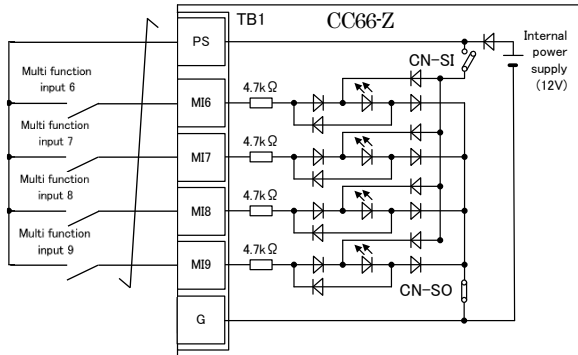 TB1
CC66-Z
PS
CN-SI
Internal
power
supply
(12V)
Multi function
input 6
MI6
4.7kΩ
Multi function
input 7
MI7
4.7kΩ
Multi function
input 8
MI8
4.7kΩ
Multi function
input 9
MI9
4.7kΩ
CN-SO
G